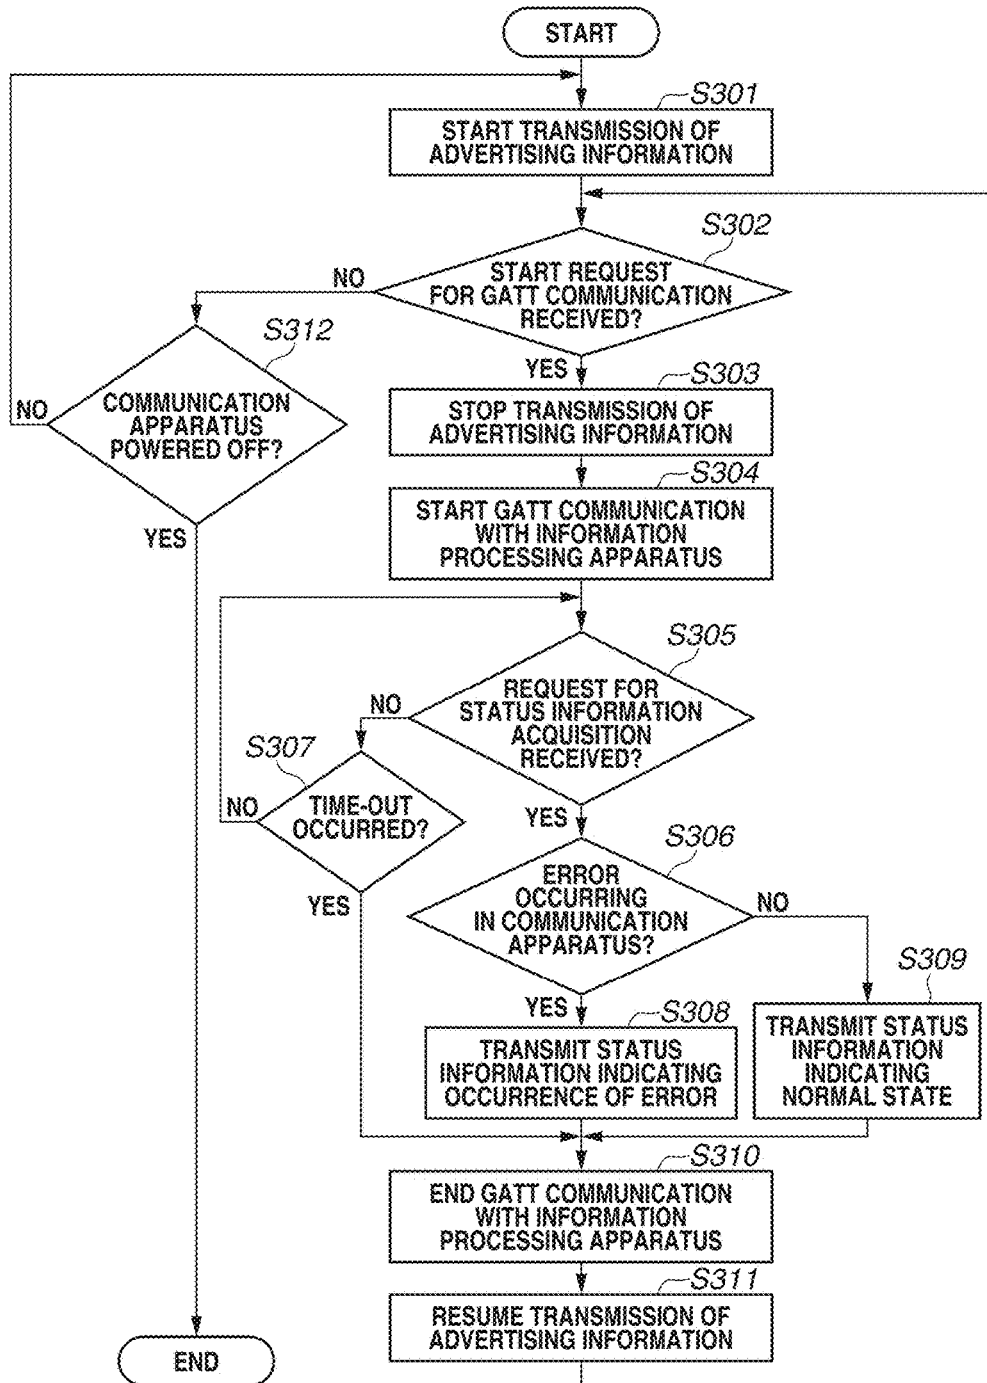 START
S301
START TRANSMISSION OF
ADVERTISING INFORMATION
S302
START REQUEST
FOR GATT COMMUNICATION
RECEIVED?
NO
YES
S312
COMMUNICATION
APPARATUS
POWERED OFF?
NO
YES
S303
STOP TRANSMISSION OF
ADVERTISING INFORMATION
S304
START GATT COMMUNICATION
WITH INFORMATION
PROCESSING APPARATUS
S305
REQUEST FOR
STATUS INFORMATION
ACQUISITION
RECEIVED?
NO
YES
S307
TIME-OUT
OCCURRED?
NO
YES
S306
ERROR
OCCURRING
IN COMMUNICATION
APPARATUS?
NO
YES
S308
TRANSMIT STATUS
INFORMATION INDICATING
OCCURRENCE OF ERROR
S309
TRANSMIT STATUS
INFORMATION
INDICATING
NORMAL STATE
S310
END GATT COMMUNICATION
WITH INFORMATION
PROCESSING APPARATUS
S311
RESUME TRANSMISSION OF
ADVERTISING INFORMATION
END